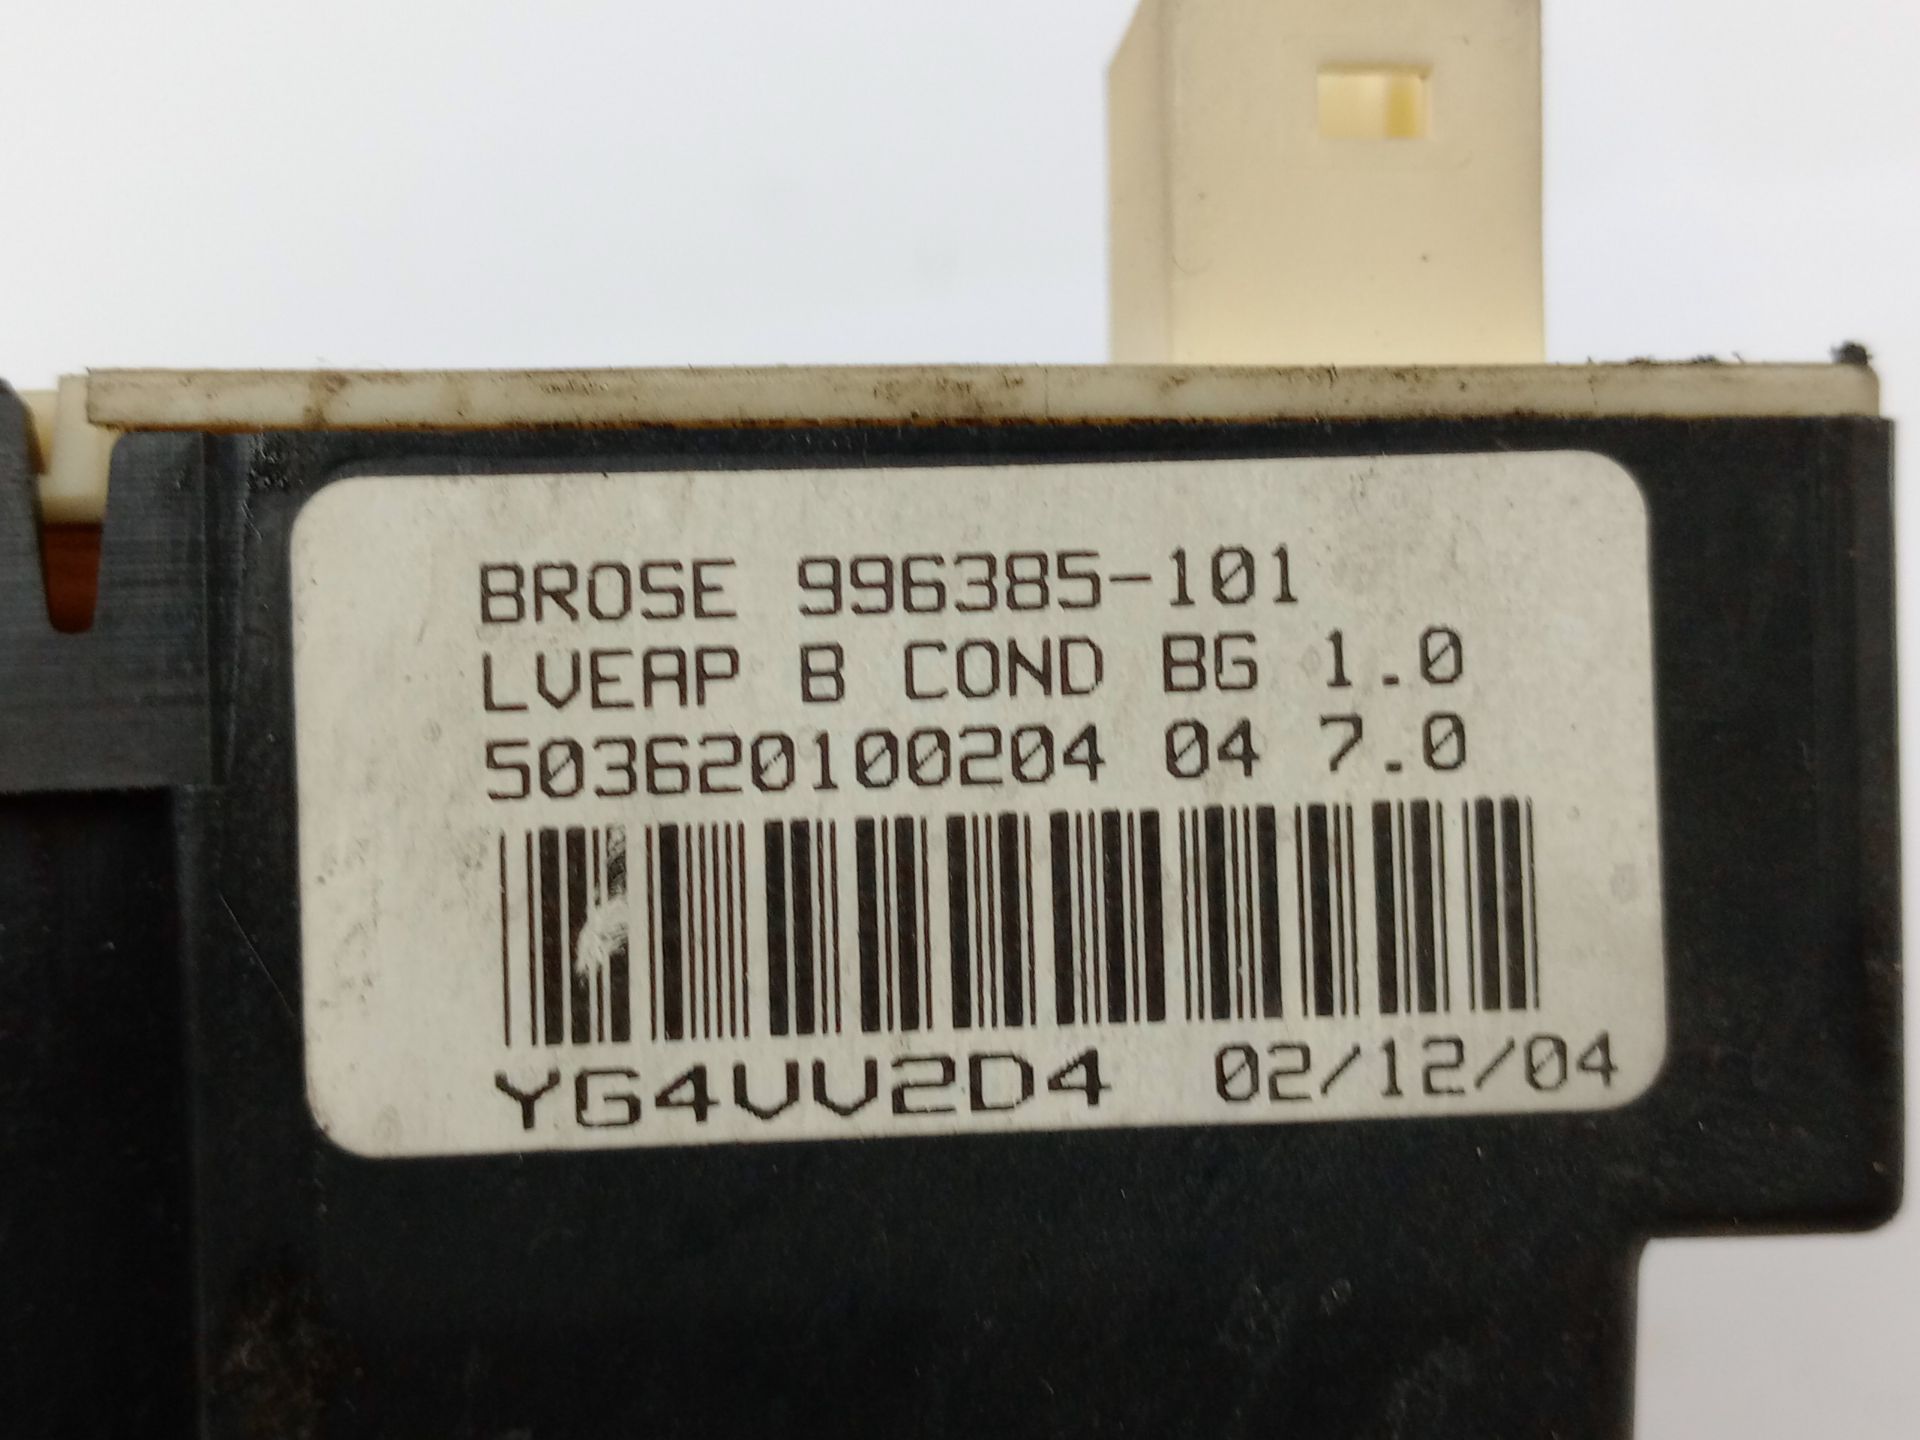 BROSE 996385-101
LVEAP B COND BG 1.0
503620100204 04 7.0
YG4VV2D4 02/12/04